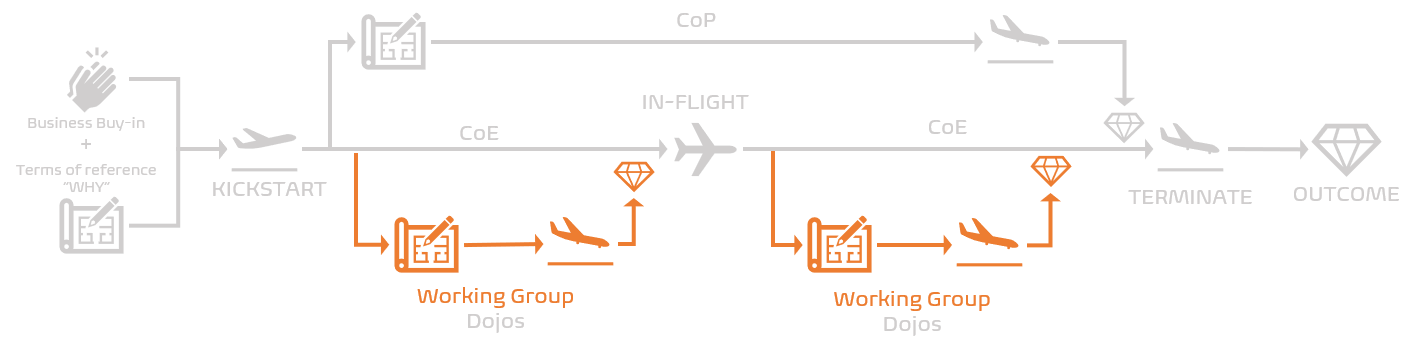 CoP
IN-FLIGHT
Business Buy-in
+
Terms of reference
"WHY"
CoE
CoE
KICKSTART
TERMINATE
OUTCOME
Working Group
Dojos
Working Group
Dojos